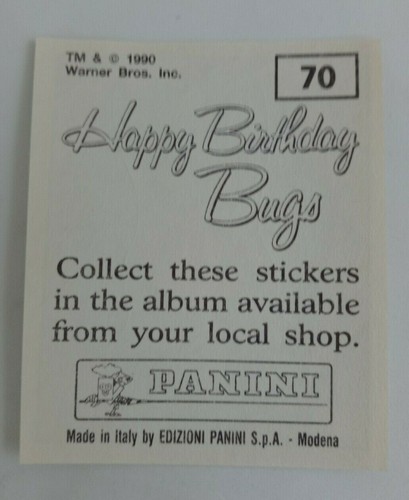 TM & © 1990
Warner Bros. Inc.
70
Happy Birthday
Bugs
Collect these stickers
in the album available
from your local shop.
PANINI
Made in Italy by EDIZIONI PANINI S.p.A. - Modena